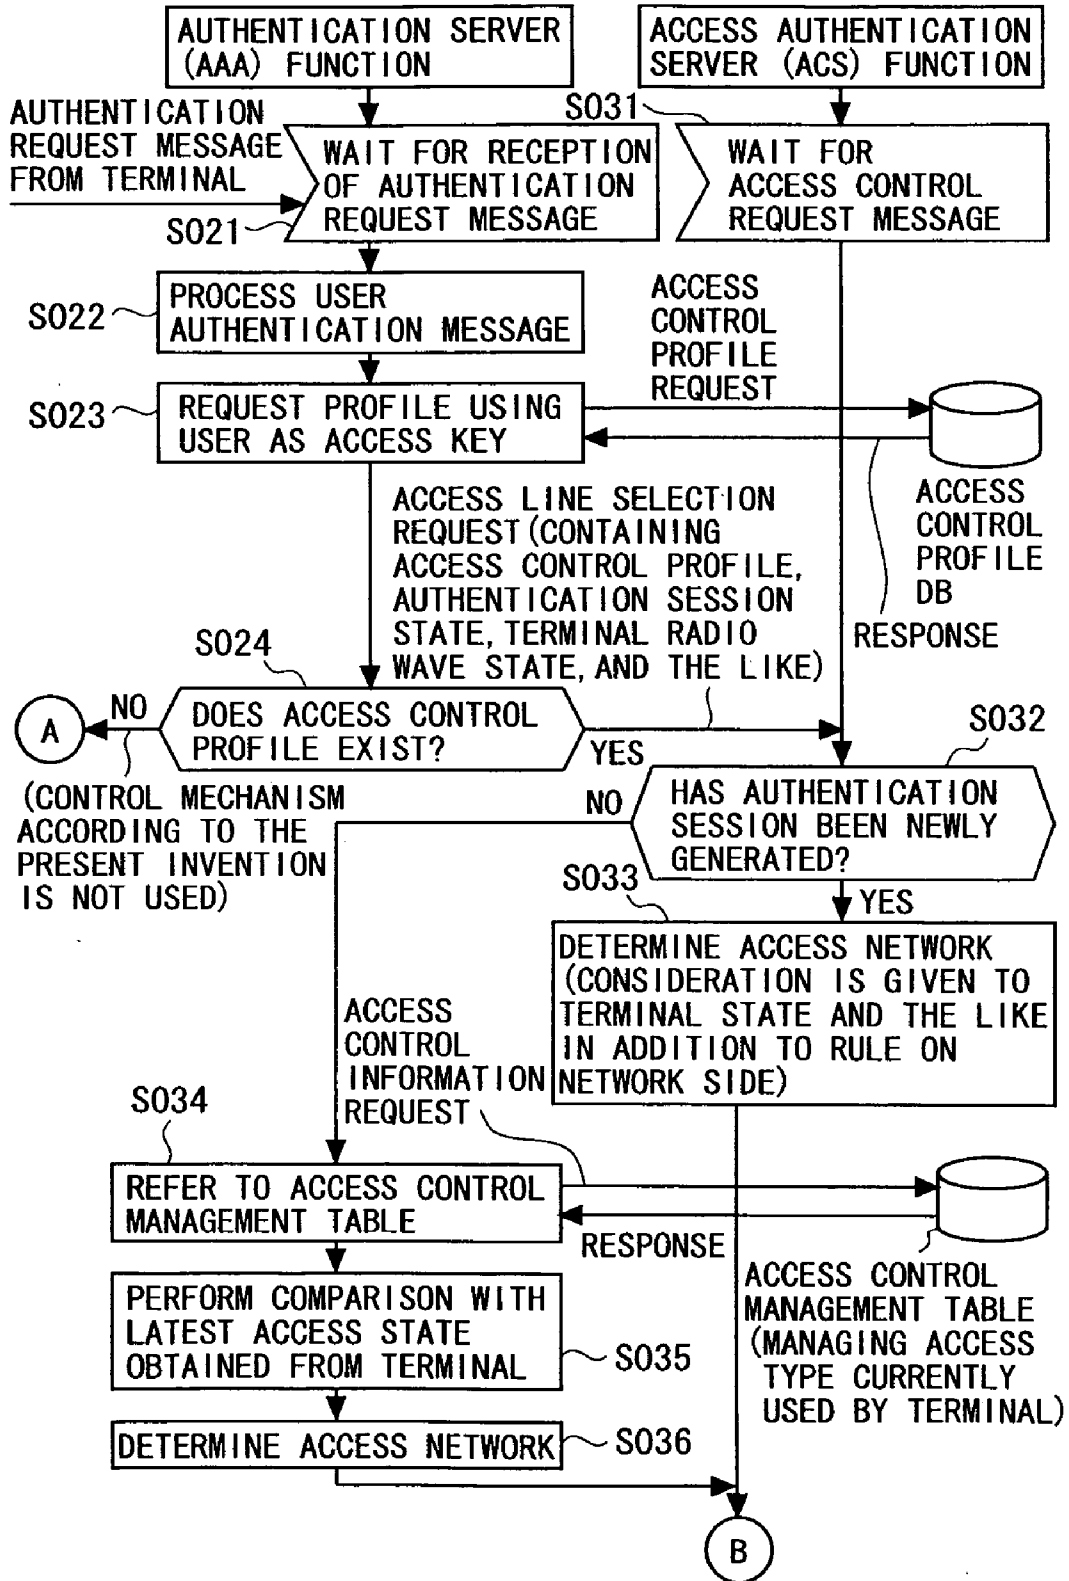 AUTHENTICATION SERVER
(AAA) FUNCTION
ACCESS AUTHENTICATION
SERVER (ACS) FUNCTION
AUTHENTICATION
REQUEST MESSAGE
FROM TERMINAL
S031
WAIT FOR RECEPTION
OF AUTHENTICATION
REQUEST MESSAGE
S021
WAIT FOR
ACCESS CONTROL
REQUEST MESSAGE
S022
PROCESS USER
AUTHENTICATION MESSAGE
ACCESS
CONTROL
PROFILE
REQUEST
S023
REQUEST PROFILE USING
USER AS ACCESS KEY
ACCESS
CONTROL
PROFILE
DB
RESPONSE
ACCESS LINE SELECTION
REQUEST (CONTAINING
ACCESS CONTROL PROFILE,
AUTHENTICATION SESSION
STATE, TERMINAL RADIO
WAVE STATE, AND THE LIKE)
S024
A
NO
DOES ACCESS CONTROL
PROFILE EXIST?
YES
(CONTROL MECHANISM
ACCORDING TO THE
PRESENT INVENTION
IS NOT USED)
S032
NO
HAS AUTHENTICATION
SESSION BEEN NEWLY
GENERATED?
YES
S033
DETERMINE ACCESS NETWORK
(CONSIDERATION IS GIVEN TO
TERMINAL STATE AND THE LIKE
IN ADDITION TO RULE ON
NETWORK SIDE)
ACCESS
CONTROL
INFORMATION
REQUEST
S034
REFER TO ACCESS CONTROL
MANAGEMENT TABLE
RESPONSE
ACCESS CONTROL
MANAGEMENT TABLE
(MANAGING ACCESS
TYPE CURRENTLY
USED BY TERMINAL)
PERFORM COMPARISON WITH
LATEST ACCESS STATE
OBTAINED FROM TERMINAL
S035
DETERMINE ACCESS NETWORK
S036
B